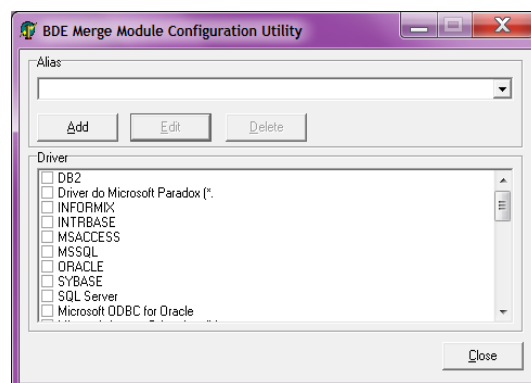 BDE Merge Module Configuration Utility
Alias
Add Edit Delete
Driver
DB2
Driver do Microsoft Paradox (*.
INFORMIX
INTRBASE
MSACCESS
MSSQL
ORACLE
SYBASE
SQL Server
Microsoft ODBC for Oracle
Close